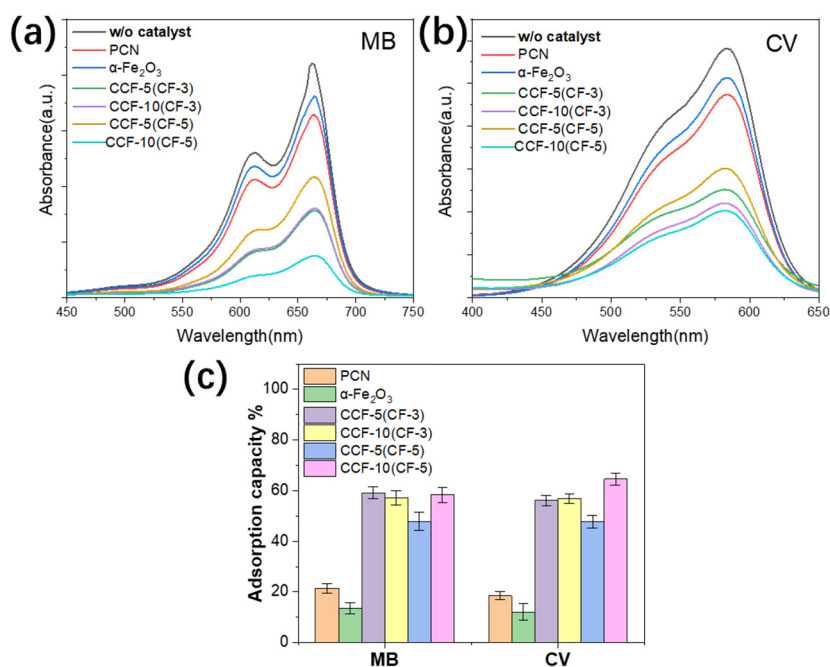 (a)
w/o catalyst
PCN
α-Fe₂O₃
CCF-5(CF-3)
CCF-10(CF-3)
CCF-5(CF-5)
CCF-10(CF-5)
MB
Absorbance(a.u.)
450 500 550 600 650 700 750
Wavelength(nm)
(b)
w/o catalyst
PCN
α-Fe₂O₃
CCF-5(CF-3)
CCF-10(CF-3)
CCF-5(CF-5)
CCF-10(CF-5)
CV
Absorbance(a.u.)
400 450 500 550 600 650
Wavelength(nm)
(c)
PCN
α-Fe₂O₃
CCF-5(CF-3)
CCF-10(CF-3)
CCF-5(CF-5)
CCF-10(CF-5)
Adsorption capacity %
100
80
60
40
20
0
MB CV